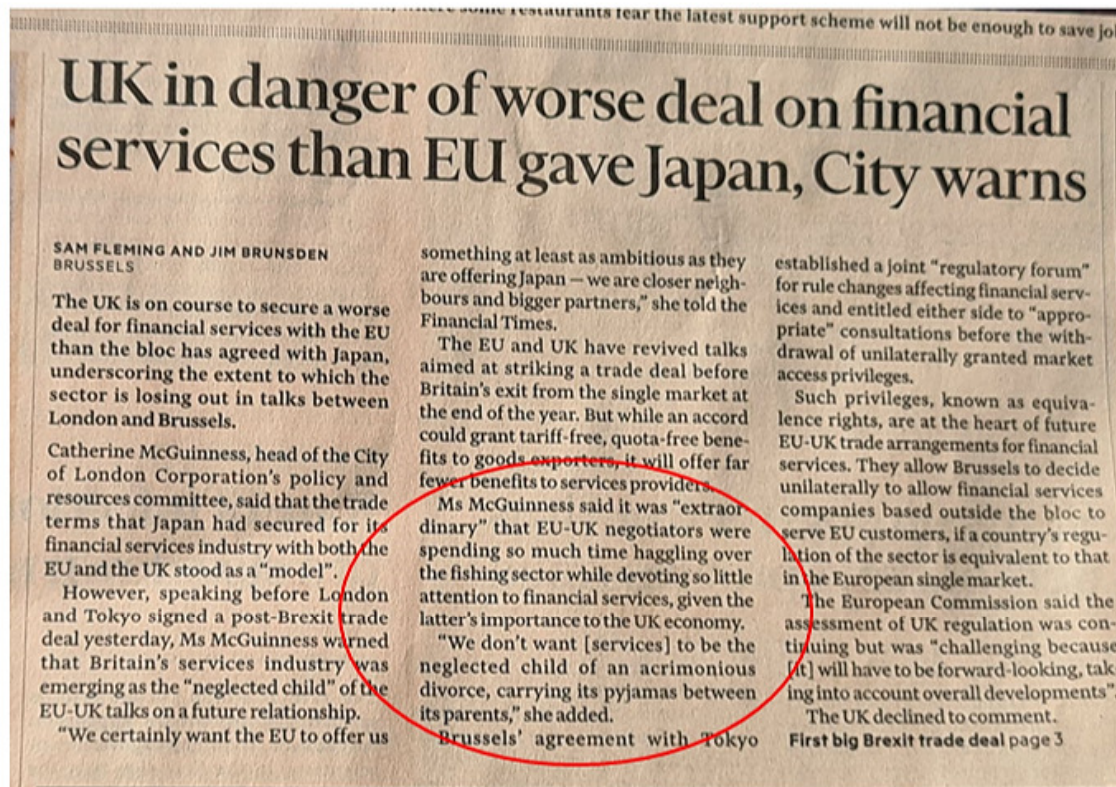 some restaurants fear the latest support scheme will not be enough to save jo
UK in danger of worse deal on financial
services than EU gave Japan, City warns
SAM FLEMING AND JIM BRUNSDEN
BRUSSELS
The UK is on course to secure a worse
deal for financial services with the EU
than the bloc has agreed with Japan,
underscoring the extent to which the
sector is losing out in talks between
London and Brussels.
Catherine McGuinness, head of the City
of London Corporation's policy and
resources committee, said that the trade
terms that Japan had secured for its
financial services industry with both the
EU and the UK stood as a "model".
However, speaking before London
and Tokyo signed a post-Brexit trade
deal yesterday, Ms McGuinness warned
that Britain's services industry was
emerging as the "neglected child" of the
EU-UK talks on a future relationship.
"We certainly want the EU to offer us
something at least as ambitious as they
are offering Japan — we are closer neigh-
bours and bigger partners," she told the
Financial Times.
The EU and UK have revived talks
aimed at striking a trade deal before
Britain's exit from the single market at
the end of the year. But while an accord
could grant tariff-free, quota-free bene-
fits to goods exporters, it will offer far
fewer benefits to services providers.
Ms McGuinness said it was "extraor
dinary" that EU-UK negotiators were
spending so much time haggling over
the fishing sector while devoting so little
attention to financial services, given the
latter's importance to the UK economy.
"We don't want [services] to be the
neglected child of an acrimonious
divorce, carrying its pyjamas between
its parents," she added.
Brussels' agreement with Tokyo
established a joint "regulatory forum"
for rule changes affecting financial serv-
ices and entitled either side to "appro-
priate" consultations before the with-
drawal of unilaterally granted market
access privileges.
Such privileges, known as equiva-
lence rights, are at the heart of future
EU-UK trade arrangements for financial
services. They allow Brussels to decide
unilaterally to allow financial services
companies based outside the bloc to
serve EU customers, if a country's regu-
lation of the sector is equivalent to that
in the European single market.
The European Commission said the
assessment of UK regulation was con-
tinuing but was "challenging because
[it] will have to be forward-looking, tak
ing into account overall developments"
The UK declined to comment.
First big Brexit trade deal page 3